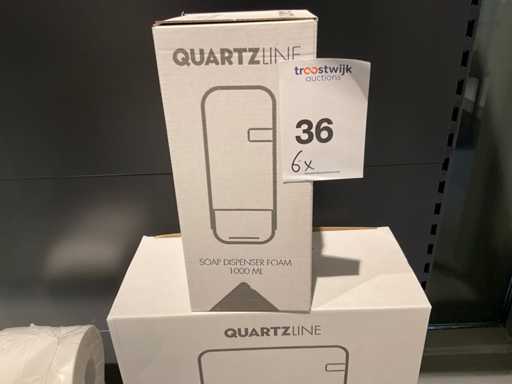 QUARTZLINE
troostwijk
auctions
36
6x
SOAP DISPENSER FOAM
1000 ML
QUARTZLINE